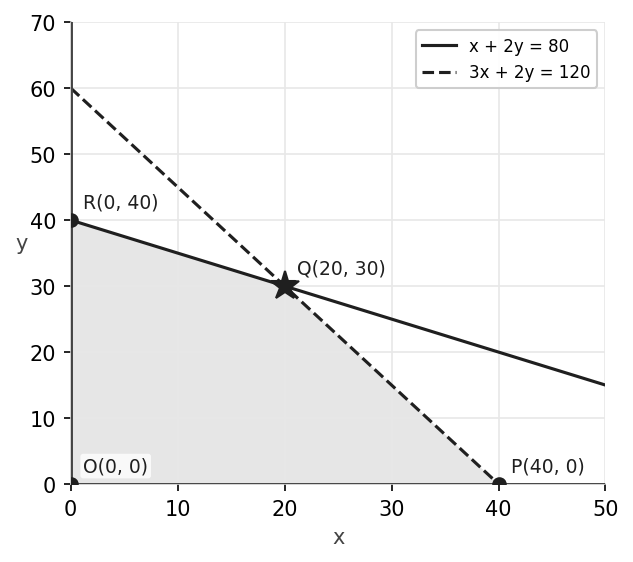 70
x + 2y = 80
3x + 2y = 120
60
50
R(0, 40)
40
y
Q(20, 30)
30
20
10
O(0, 0)
P(40, 0)
0
0 10 20 30 40 50
x